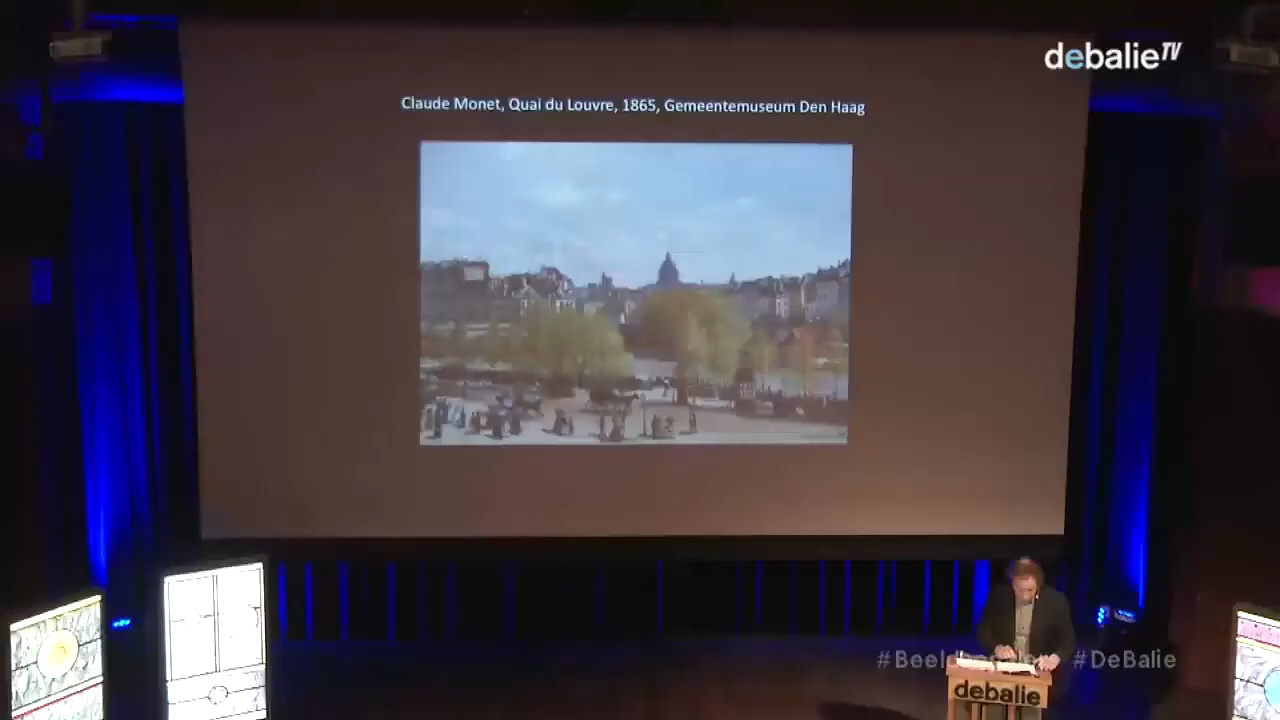 debalieTV
Claude Monet, Quai du Louvre, 1865, Gemeentemuseum Den Haag
#DeBalie
debalie